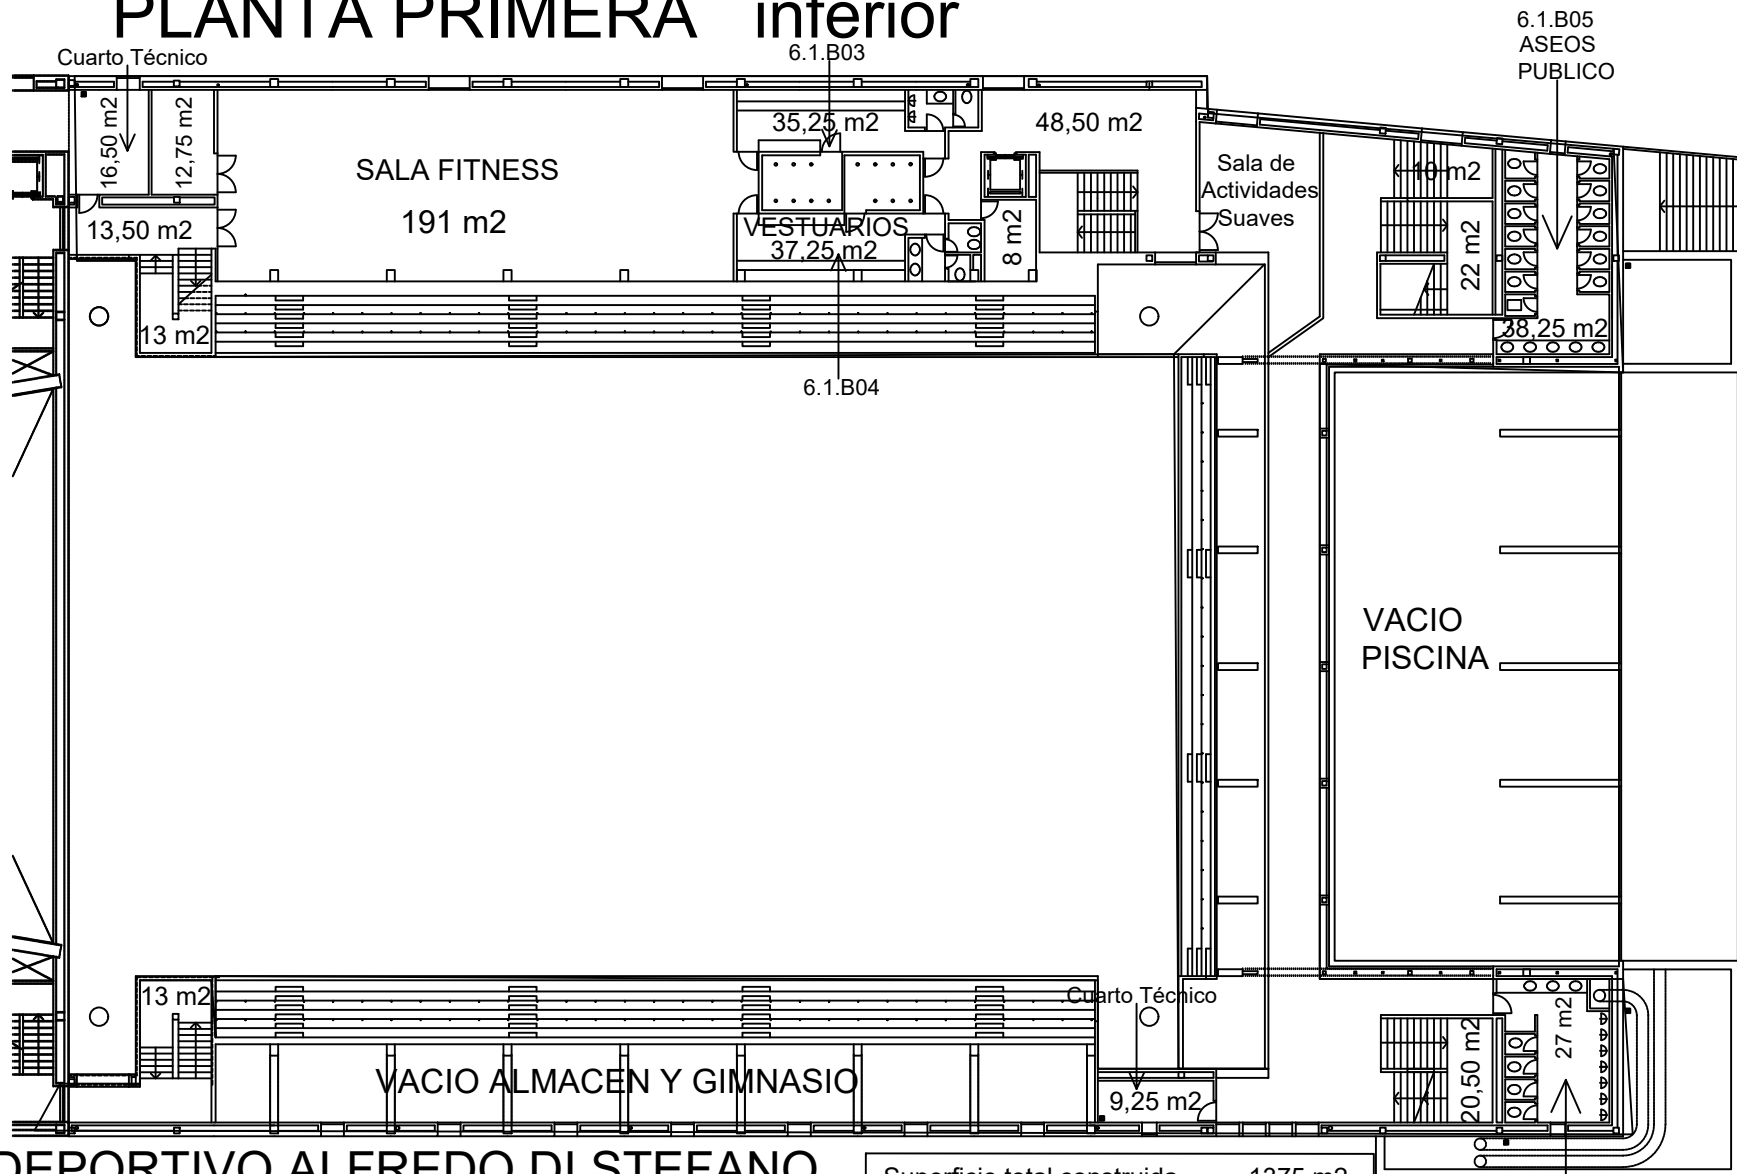 PLANTA PRIMERA inferior
Cuarto Técnico
6.1.B03
6.1.B05
ASEOS
PUBLICO
16,50 m2
12,75 m2
35,25 m2
48,50 m2
SALA FITNESS
191 m2
13,50 m2
VESTUARIOS
37,25 m2
8 m2
Sala de
Actividades
Suaves
10 m2
22 m2
38,25 m2
13 m2
6.1.B04
VACIO
PISCINA
13 m2
Cuarto Técnico
VACIO ALMACEN Y GIMNASIO
9,25 m2
20,50 m2
27 m2
DEPORTIVO ALFREDO DI STEFANO
Superficie total construida 1375 m2